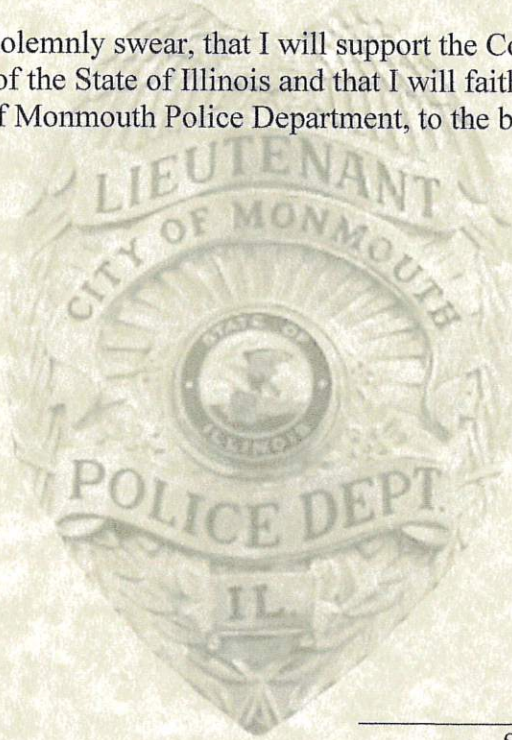 olemnly swear, that I will support the Co
of the State of Illinois and that I will faith
f Monmouth Police Department, to the b
LIEUTENANT
CITY OF MONMOUTH
STATE OF
ILLINOIS
POLICE DEPT.
IL.